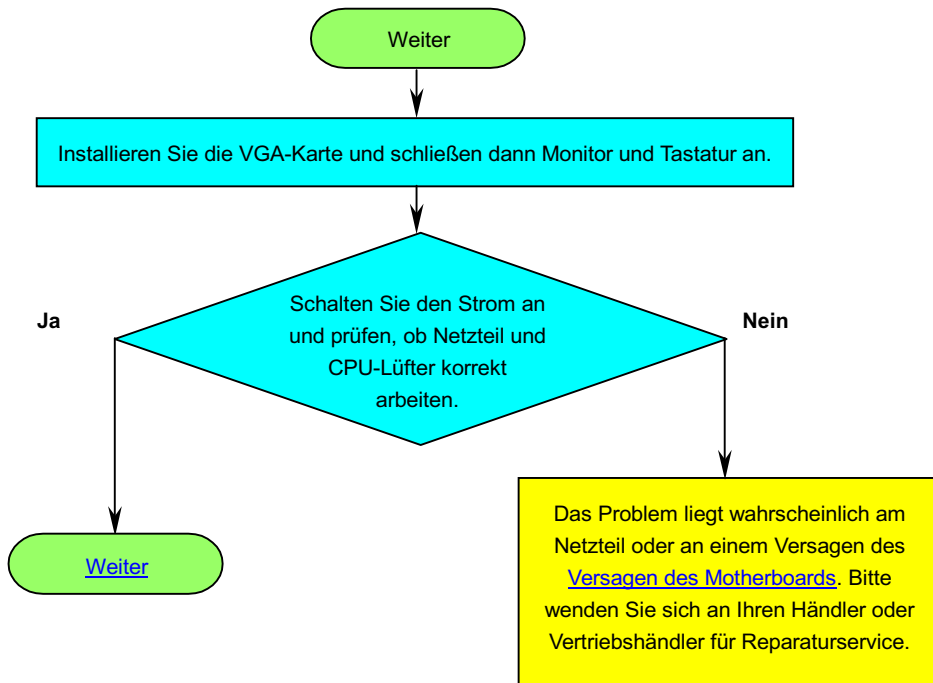 Weiter
Installieren Sie die VGA-Karte und schließen dann Monitor und Tastatur an.
Schalten Sie den Strom an
und prüfen, ob Netzteil und
CPU-Lüfter korrekt
arbeiten.
Ja
Nein
Weiter
Das Problem liegt wahrscheinlich am
Netzteil oder an einem Versagen des
Versagen des Motherboards. Bitte
wenden Sie sich an Ihren Händler oder
Vertriebshändler für Reparaturservice.